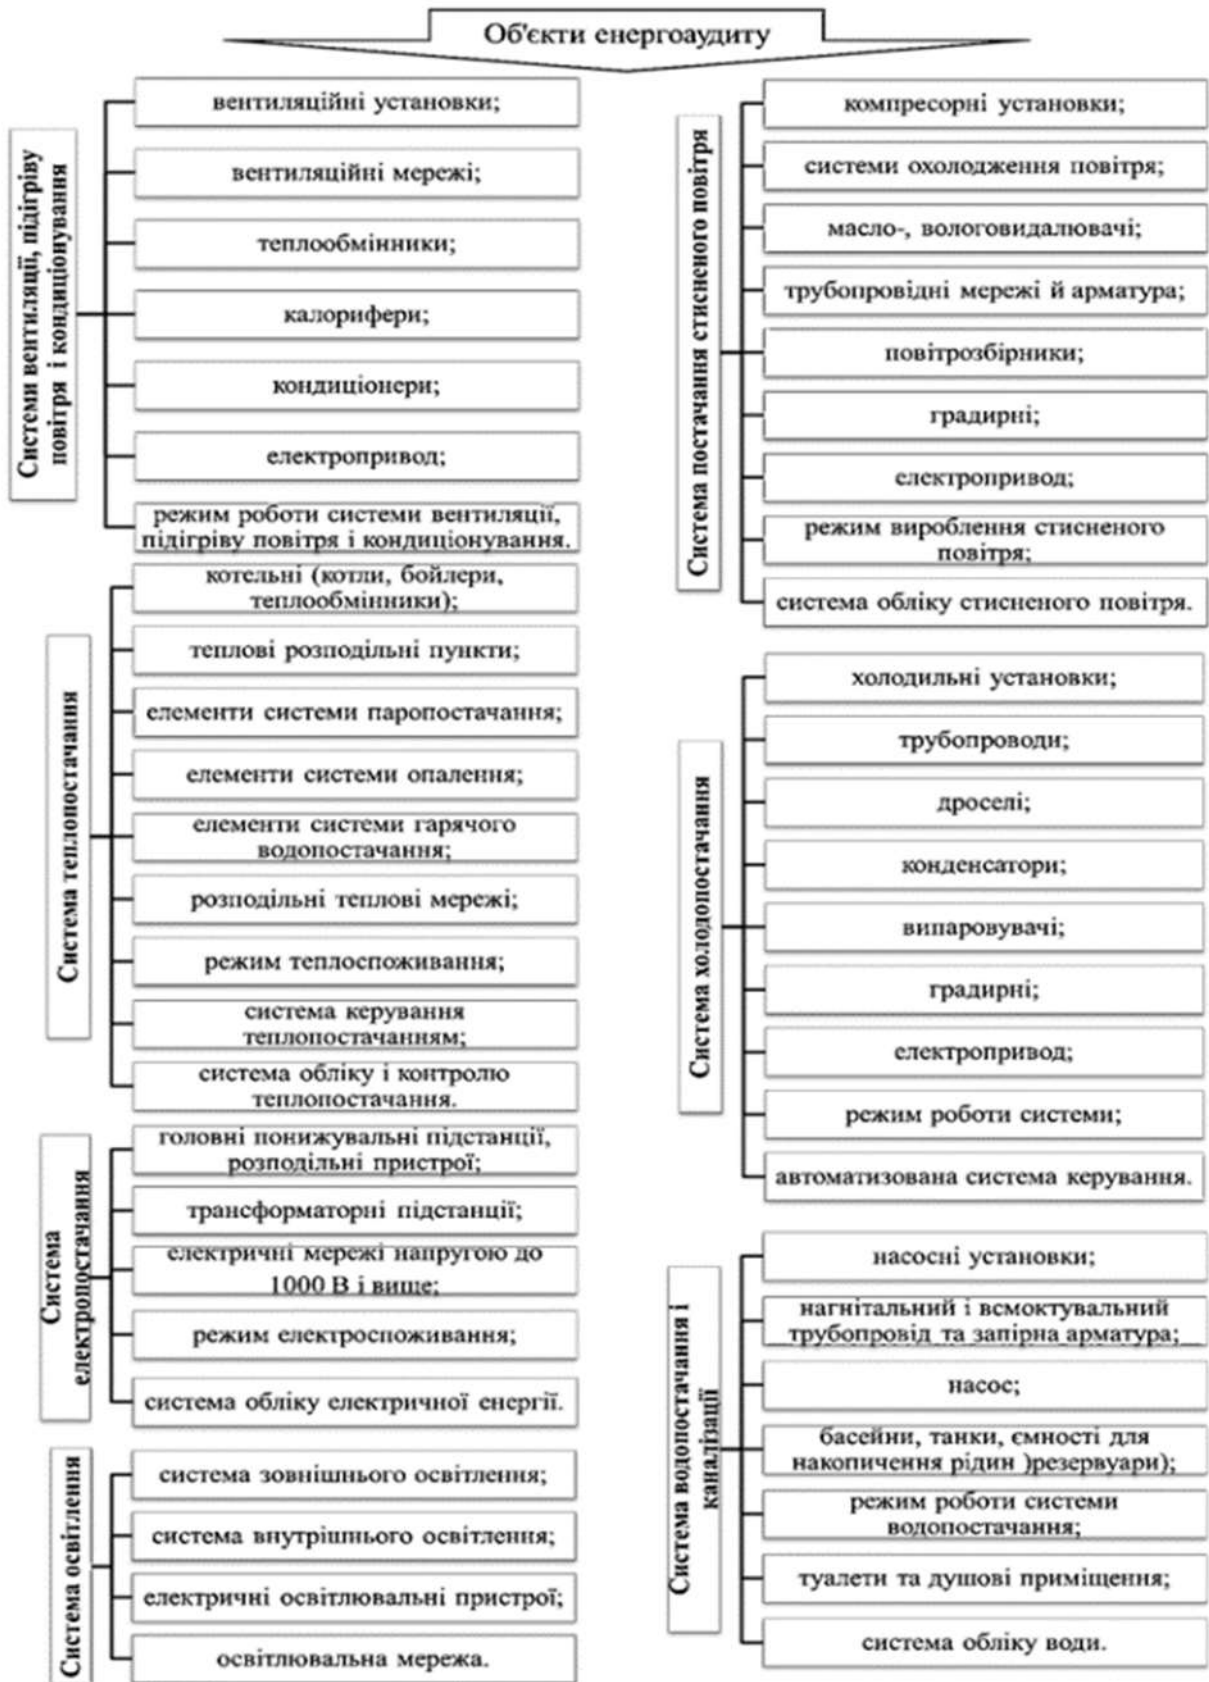 Об'єкти енергоаудиту
Системи вентиляції, підігріву
повітря і кондиціонування
вентиляційні установки;
вентиляційні мережі;
теплообмінники;
калорифери;
кондиціонери;
електропривод;
режим роботи системи вентиляції,
підігріву повітря і кондиціонування.
Система теплопостачання
котельні (котли, бойлери,
теплообмінники);
теплові розподільні пункти;
елементи системи паропостачання;
елементи системи опалення;
елементи системи гарячого
водопостачання;
розподільні теплові мережі;
режим теплоспоживання;
система керування
теплопостачанням;
система обліку і контролю
теплопостачання.
Система
електропостачання
головні понижувальні підстанції,
розподільні пристрої;
трансформаторні підстанції;
електричні мережі напругою до
1000 В і вище;
режим електроспоживання;
система обліку електричної енергії.
Система освітлення
система зовнішнього освітлення;
система внутрішнього освітлення;
електричні освітлювальні пристрої;
освітлювальна мережа.
Система постачання стисненого повітря
компресорні установки;
системи охолодження повітря;
масло-, вологовидалювачі;
трубопровідні мережі й арматура;
повітрозбірники;
градирні;
електропривод;
режим вироблення стисненого
повітря;
система обліку стисненого повітря.
Система холодопостачання
холодильні установки;
трубопроводи;
дроселі;
конденсатори;
випаровувачі;
градирні;
електропривод;
режим роботи системи;
автоматизована система керування.
Система водопостачання і
каналізації
насосні установки;
нагнітальний і всмоктувальний
трубопровід та запірна арматура;
насос;
басейни, танки, ємності для
накопичення рідин )резервуари);
режим роботи системи
водопостачання;
туалети та душові приміщення;
система обліку води.